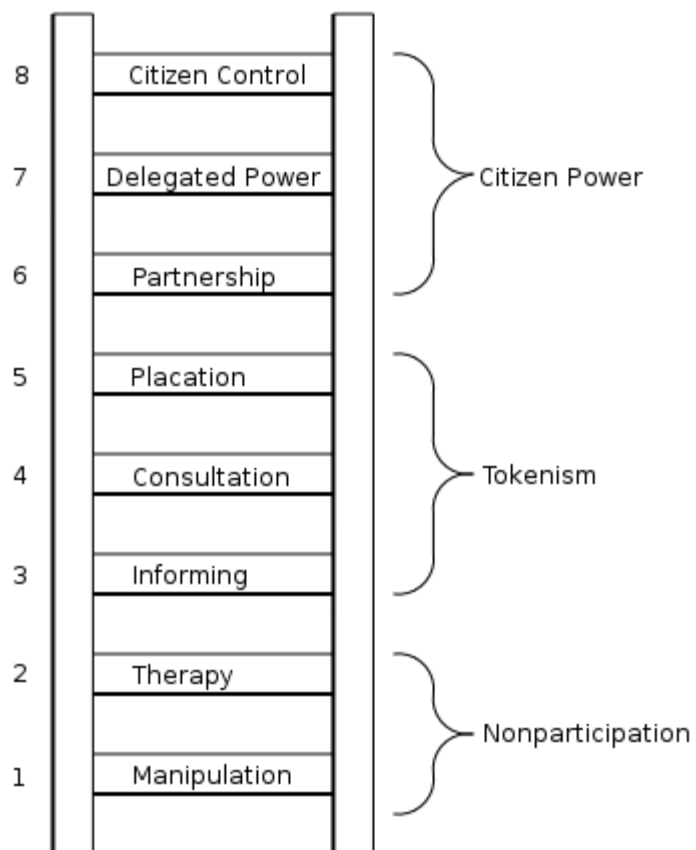 8 Citizen Control
7 Delegated Power Citizen Power
6 Partnership
5 Placation
4 Consultation Tokenism
3 Informing
2 Therapy
Nonparticipation
1 Manipulation